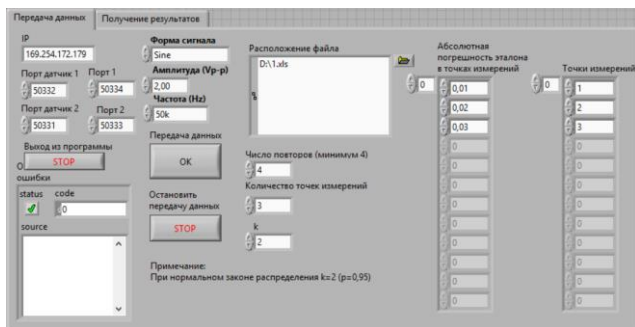 Передача данных Получение результатов
IP
169.254.172.179
Порт датчик 1 Порт 1
50332 50334
Порт датчик 2 Порт 2
50331 50333
Выход из программы
STOP
ошибки
status code
0
source
Форма сигнала
Sine
Амплитуда (Vp-p)
2,00
Частота (Hz)
50k
Передача данных
OK
Остановить
передачу данных
STOP
Примечание:
При нормальном законе распределения k=2 (p=0,95)
Расположение файла
D:\1.xls
Число повторов (минимум 4)
4
Количество точек измерений
3
k
2
Абсолютная
погрешность эталона
в точках измерений
0
0,01
0,02
0,03
0
0
0
0
0
0
0
0
0
Точки измерений
0
1
2
3
0
0
0
0
0
0
0
0
0